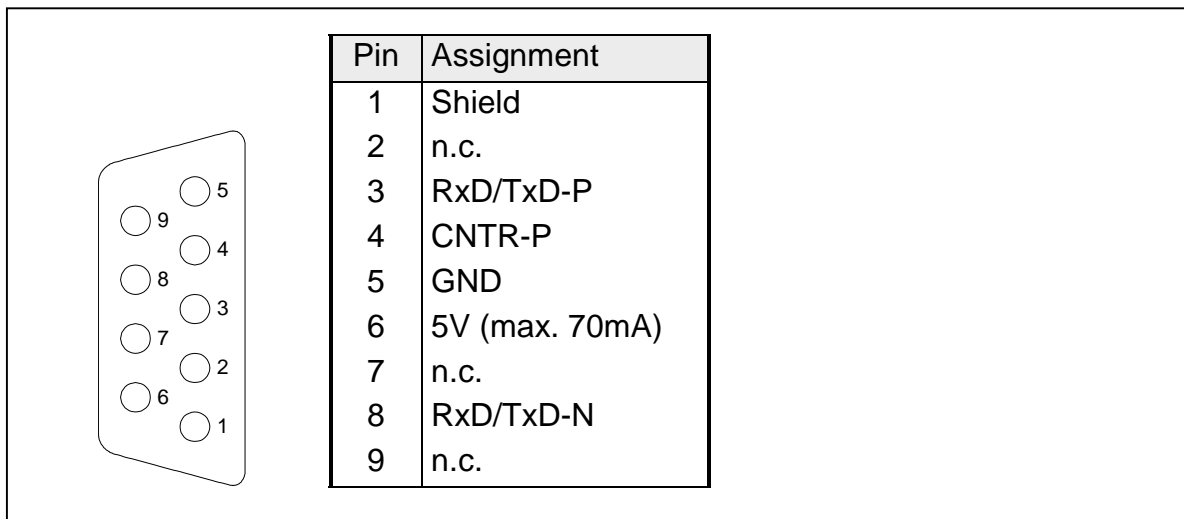 Pin Assignment
1 Shield
2 n.c.
3 RxD/TxD-P
4 CNTR-P
5 GND
6 5V (max. 70mA)
7 n.c.
8 RxD/TxD-N
9 n.c.
5
9
4
8
3
7
2
6
1